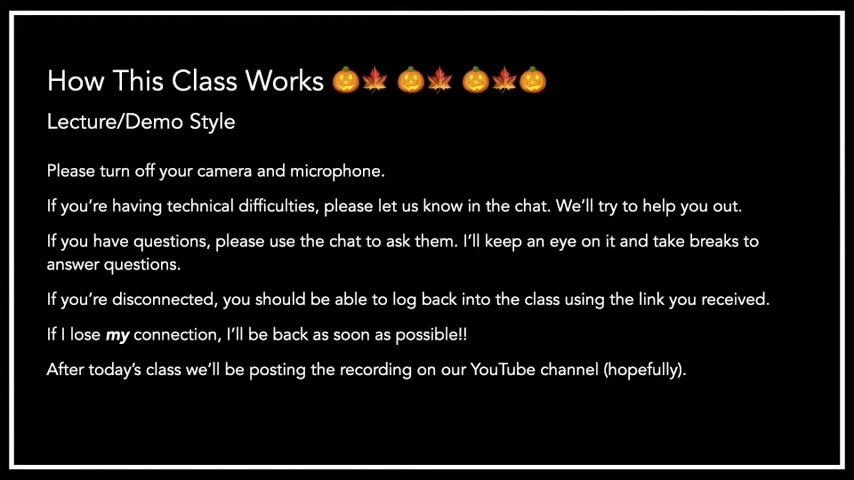 How This Class Works 🎃🍁 🎃🍁 🎃🍁🎃
Lecture/Demo Style
Please turn off your camera and microphone.
If you’re having technical difficulties, please let us know in the chat. We’ll try to help you out.
If you have questions, please use the chat to ask them. I’ll keep an eye on it and take breaks to
answer questions.
If you’re disconnected, you should be able to log back into the class using the link you received.
If I lose my connection, I’ll be back as soon as possible!!
After today’s class we’ll be posting the recording on our YouTube channel (hopefully).